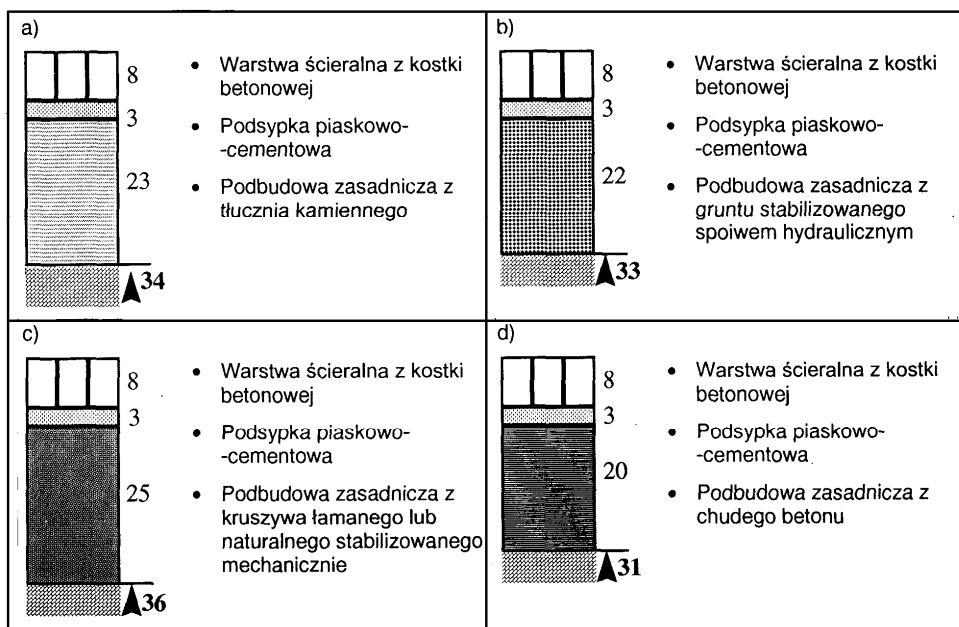 a)
8
3
23
34
• Warstwa ścieralna z kostki
betonowej
• Podsypka piaskowo-
-cementowa
• Podbudowa zasadnicza z
tłucznia kamiennego
b)
8
3
22
33
• Warstwa ścieralna z kostki
betonowej
• Podsypka piaskowo-
-cementowa
• Podbudowa zasadnicza z
gruntu stabilizowanego
spoiwem hydraulicznym
c)
8
3
25
36
• Warstwa ścieralna z kostki
betonowej
• Podsypka piaskowo-
-cementowa
• Podbudowa zasadnicza z
kruszywa łamanego lub
naturalnego stabilizowanego
mechanicznie
d)
8
3
20
31
• Warstwa ścieralna z kostki
betonowej
• Podsypka piaskowo-
-cementowa
• Podbudowa zasadnicza z
chudego betonu